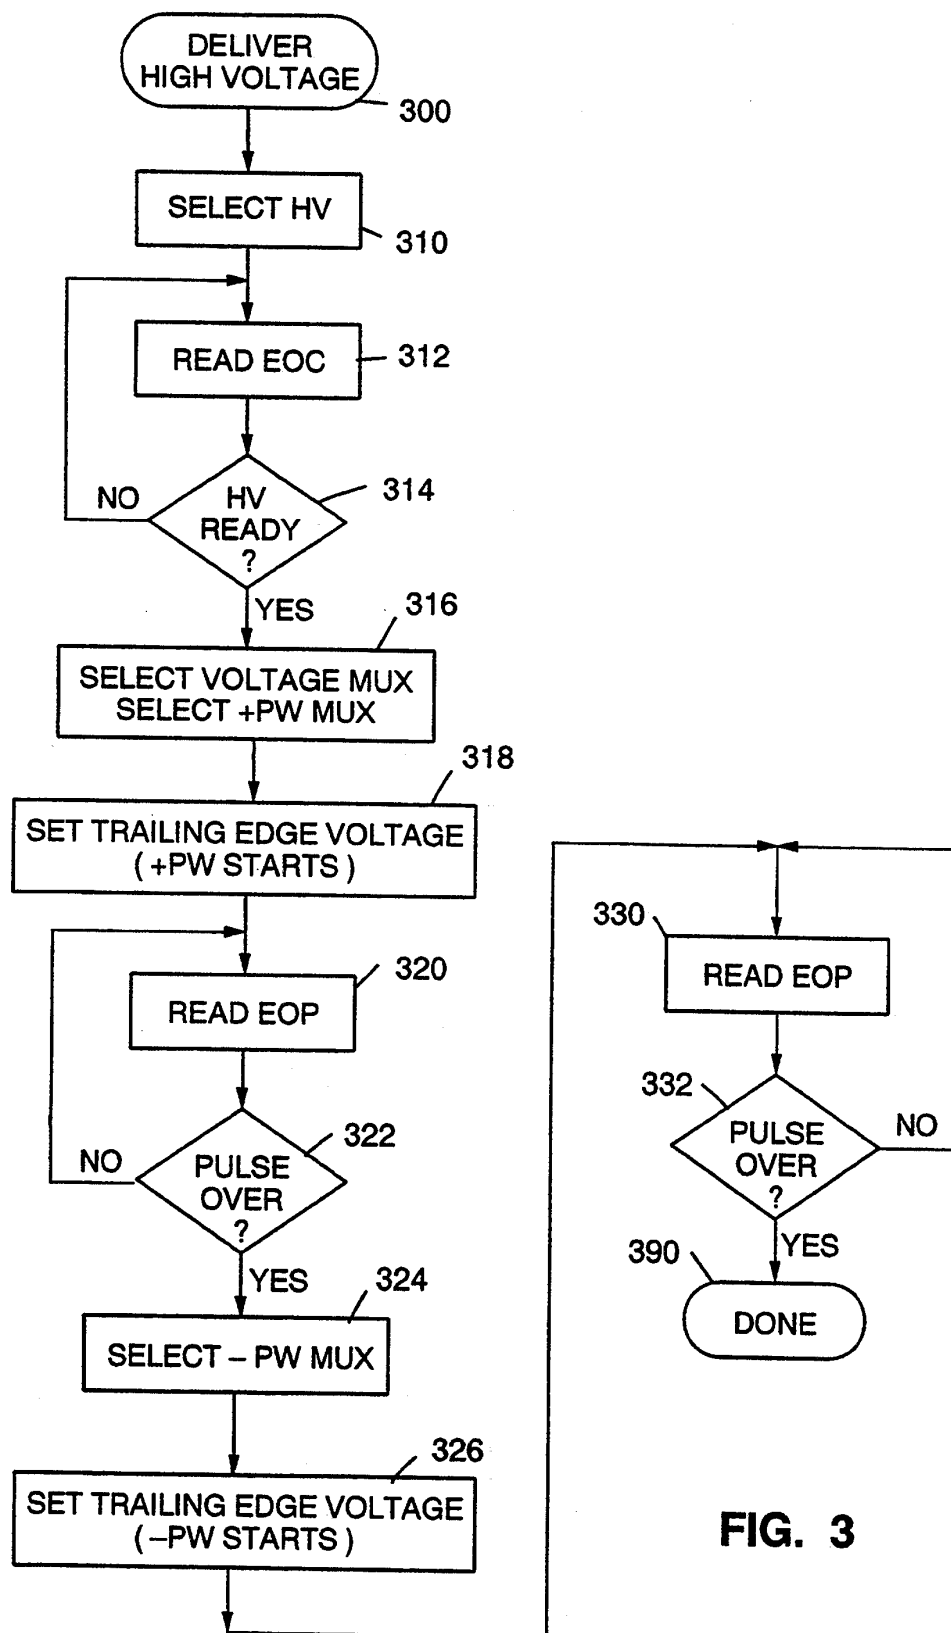 DELIVER
HIGH VOLTAGE
300
SELECT HV
310
READ EOC
312
HV
READY
?
314
NO
YES
316
SELECT VOLTAGE MUX
SELECT +PW MUX
318
SET TRAILING EDGE VOLTAGE
( +PW STARTS )
320
READ EOP
322
PULSE
OVER
?
NO
YES
324
SELECT – PW MUX
326
SET TRAILING EDGE VOLTAGE
( –PW STARTS )
330
READ EOP
332
PULSE
OVER
?
NO
YES
390
DONE
FIG. 3